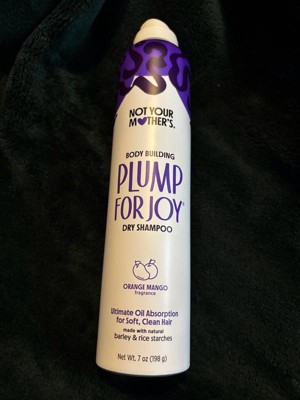 NOT YOUR
MOTHER'S.
BODY BUILDING
PLUMP
FOR JOY®
DRY SHAMPOO
ORANGE MANGO
fragrance
Ultimate Oil Absorption
for Soft, Clean Hair
made with natural
barley & rice starches
Net Wt. 7 oz (198 g)